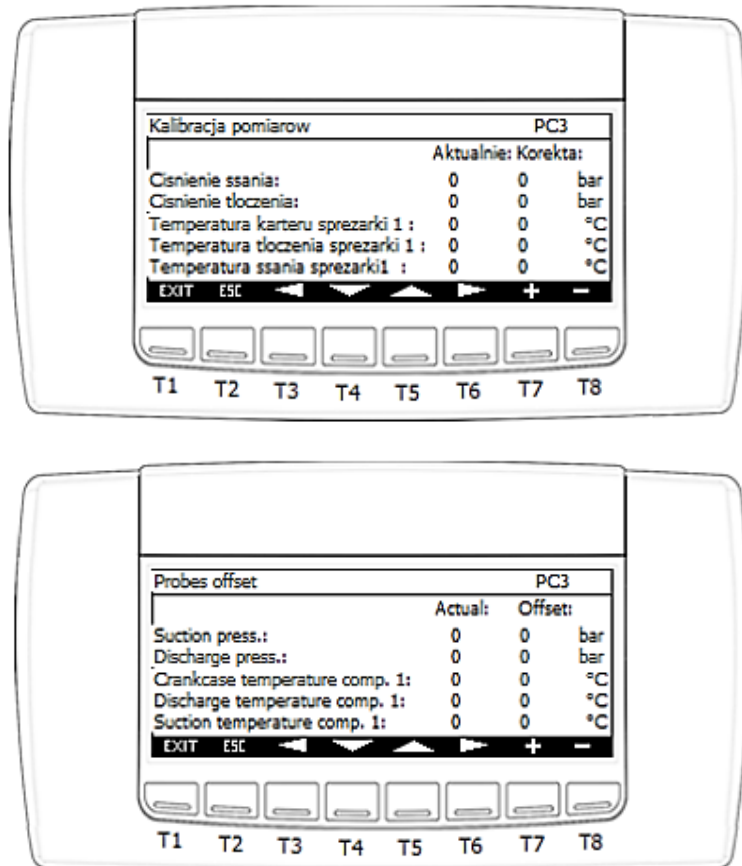 Kalibracja pomiarow PC3
Aktualnie: Korekta:
Cisnienie ssania: 0 0 bar
Cisnienie tloczenia: 0 0 bar
Temperatura karteru sprezarki 1 : 0 0 °C
Temperatura tloczenia sprezarki 1 : 0 0 °C
Temperatura ssania sprezarki1 : 0 0 °C
EXIT ESC + -
T1 T2 T3 T4 T5 T6 T7 T8
Probes offset PC3
Actual: Offset:
Suction press.: 0 0 bar
Discharge press.: 0 0 bar
Crankcase temperature comp. 1: 0 0 °C
Discharge temperature comp. 1: 0 0 °C
Suction temperature comp. 1: 0 0 °C
EXIT ESC + -
T1 T2 T3 T4 T5 T6 T7 T8